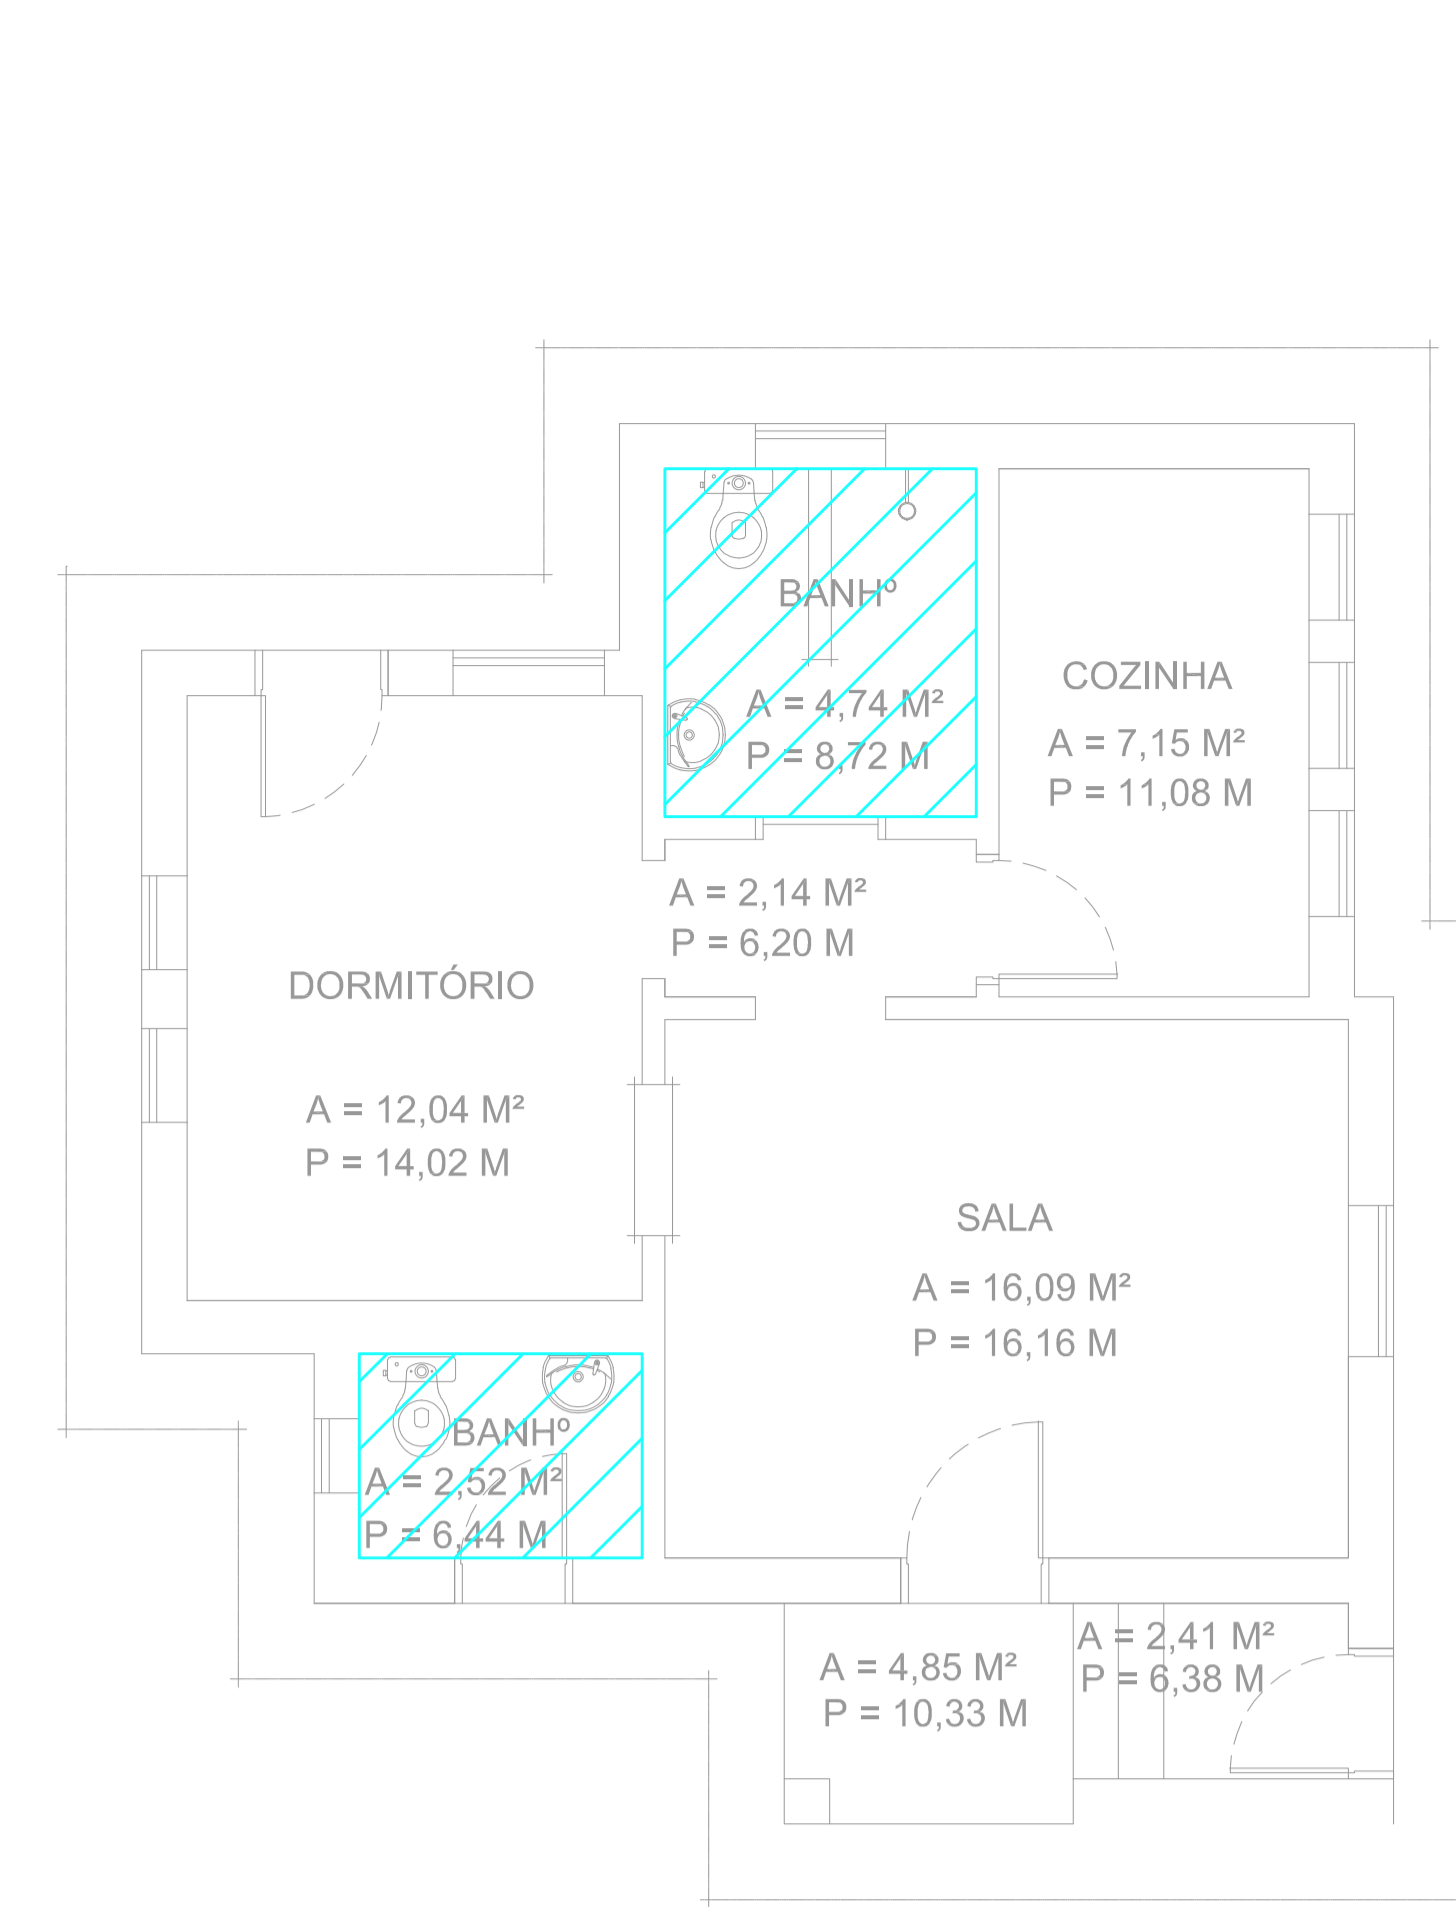 BANHº
A = 4,74 M²
P = 8,72 M
COZINHA
A = 7,15 M²
P = 11,08 M
A = 2,14 M²
P = 6,20 M
DORMITÓRIO
A = 12,04 M²
P = 14,02 M
SALA
A = 16,09 M²
P = 16,16 M
BANHº
A = 2,52 M²
P = 6,44 M
A = 4,85 M²
P = 10,33 M
A = 2,41 M²
P = 6,38 M